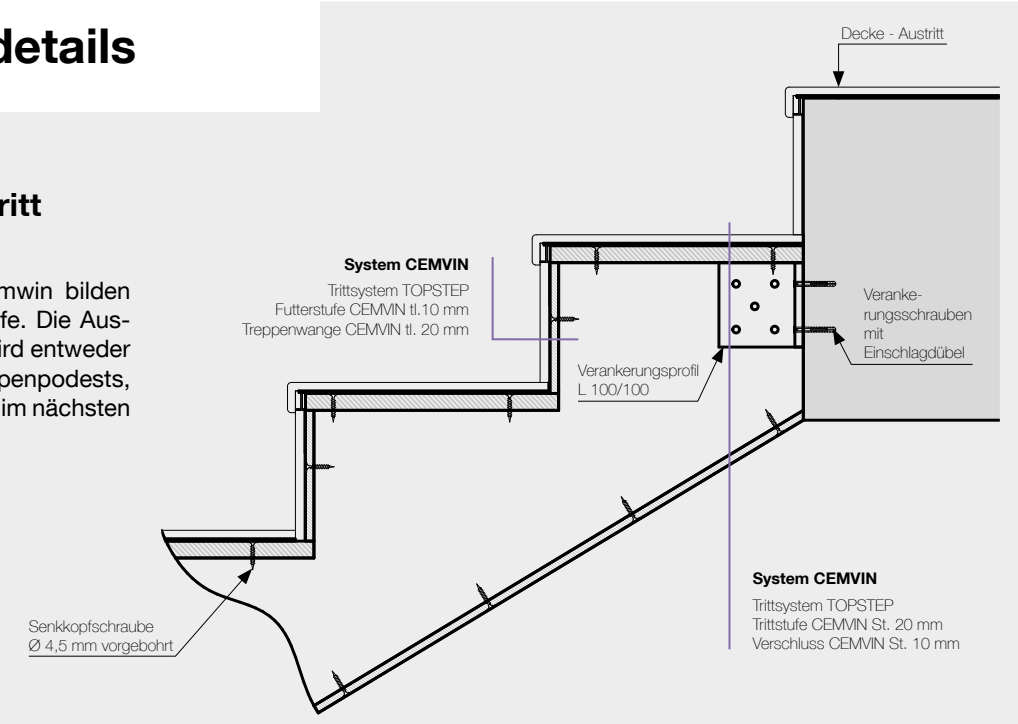 details
ritt
mwin bilden
fe. Die Aus-
ird entweder
penpodests,
im nächsten
Decke - Austritt
System CEMVIN
Trittsystem TOPSTEP
Futterstufe CEMVIN tl.10 mm
Treppenwange CEMVIN tl. 20 mm
Veranke-
rungsschrauben
mit
Einschlagdübel
Verankerungsprofil
L 100/100
System CEMVIN
Trittsystem TOPSTEP
Trittstufe CEMVIN St. 20 mm
Verschluss CEMVIN St. 10 mm
Senkkopfschraube
Ø 4,5 mm vorgebohrt